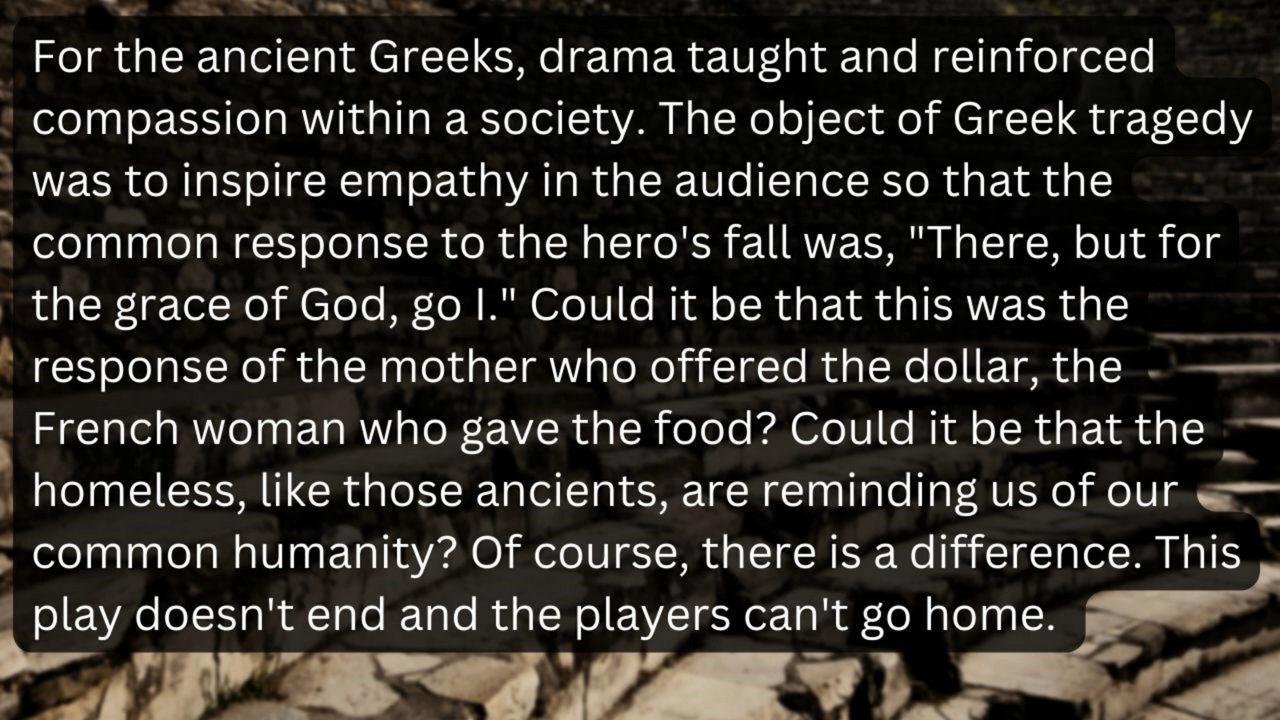 For the ancient Greeks, drama taught and reinforced
compassion within a society. The object of Greek tragedy
was to inspire empathy in the audience so that the
common response to the hero's fall was, "There, but for
the grace of God, go I." Could it be that this was the
response of the mother who offered the dollar, the
French woman who gave the food? Could it be that the
homeless, like those ancients, are reminding us of our
common humanity? Of course, there is a difference. This
play doesn't end and the players can't go home.